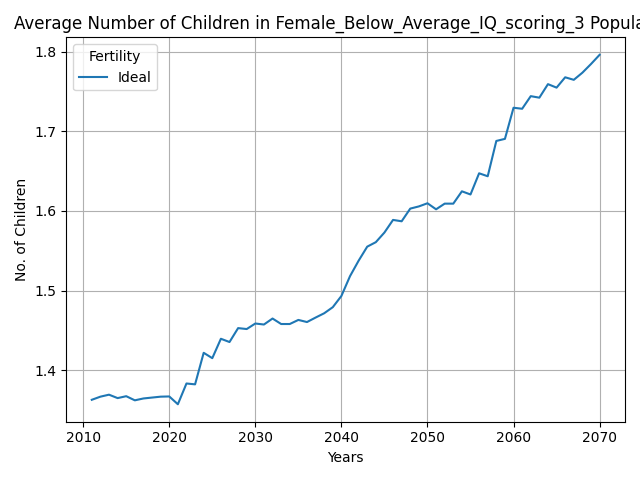 Average Number of Children in Female_Below_Average_IQ_scoring_3 Popula
Fertility
Ideal
1.8
1.7
1.6
1.5
1.4
No. of Children
2010 2020 2030 2040 2050 2060 2070
Years